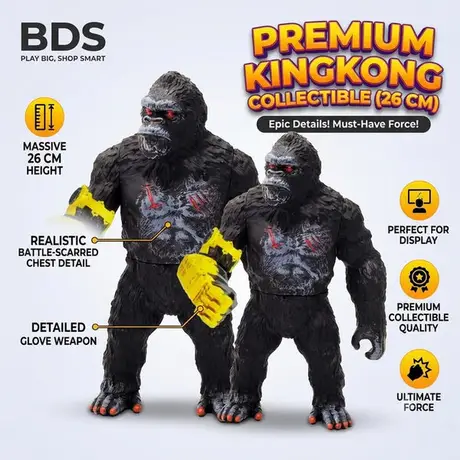 BDS
PLAY BIG, SHOP SMART
PREMIUM
KINGKONG
COLLECTIBLE (26 CM)
Epic Details! Must-Have Force!
MASSIVE
26 CM
HEIGHT
REALISTIC
BATTLE-SCARRED
CHEST DETAIL
DETAILED
GLOVE WEAPON
PERFECT FOR
DISPLAY
PREMIUM
COLLECTIBLE
QUALITY
ULTIMATE
FORCE